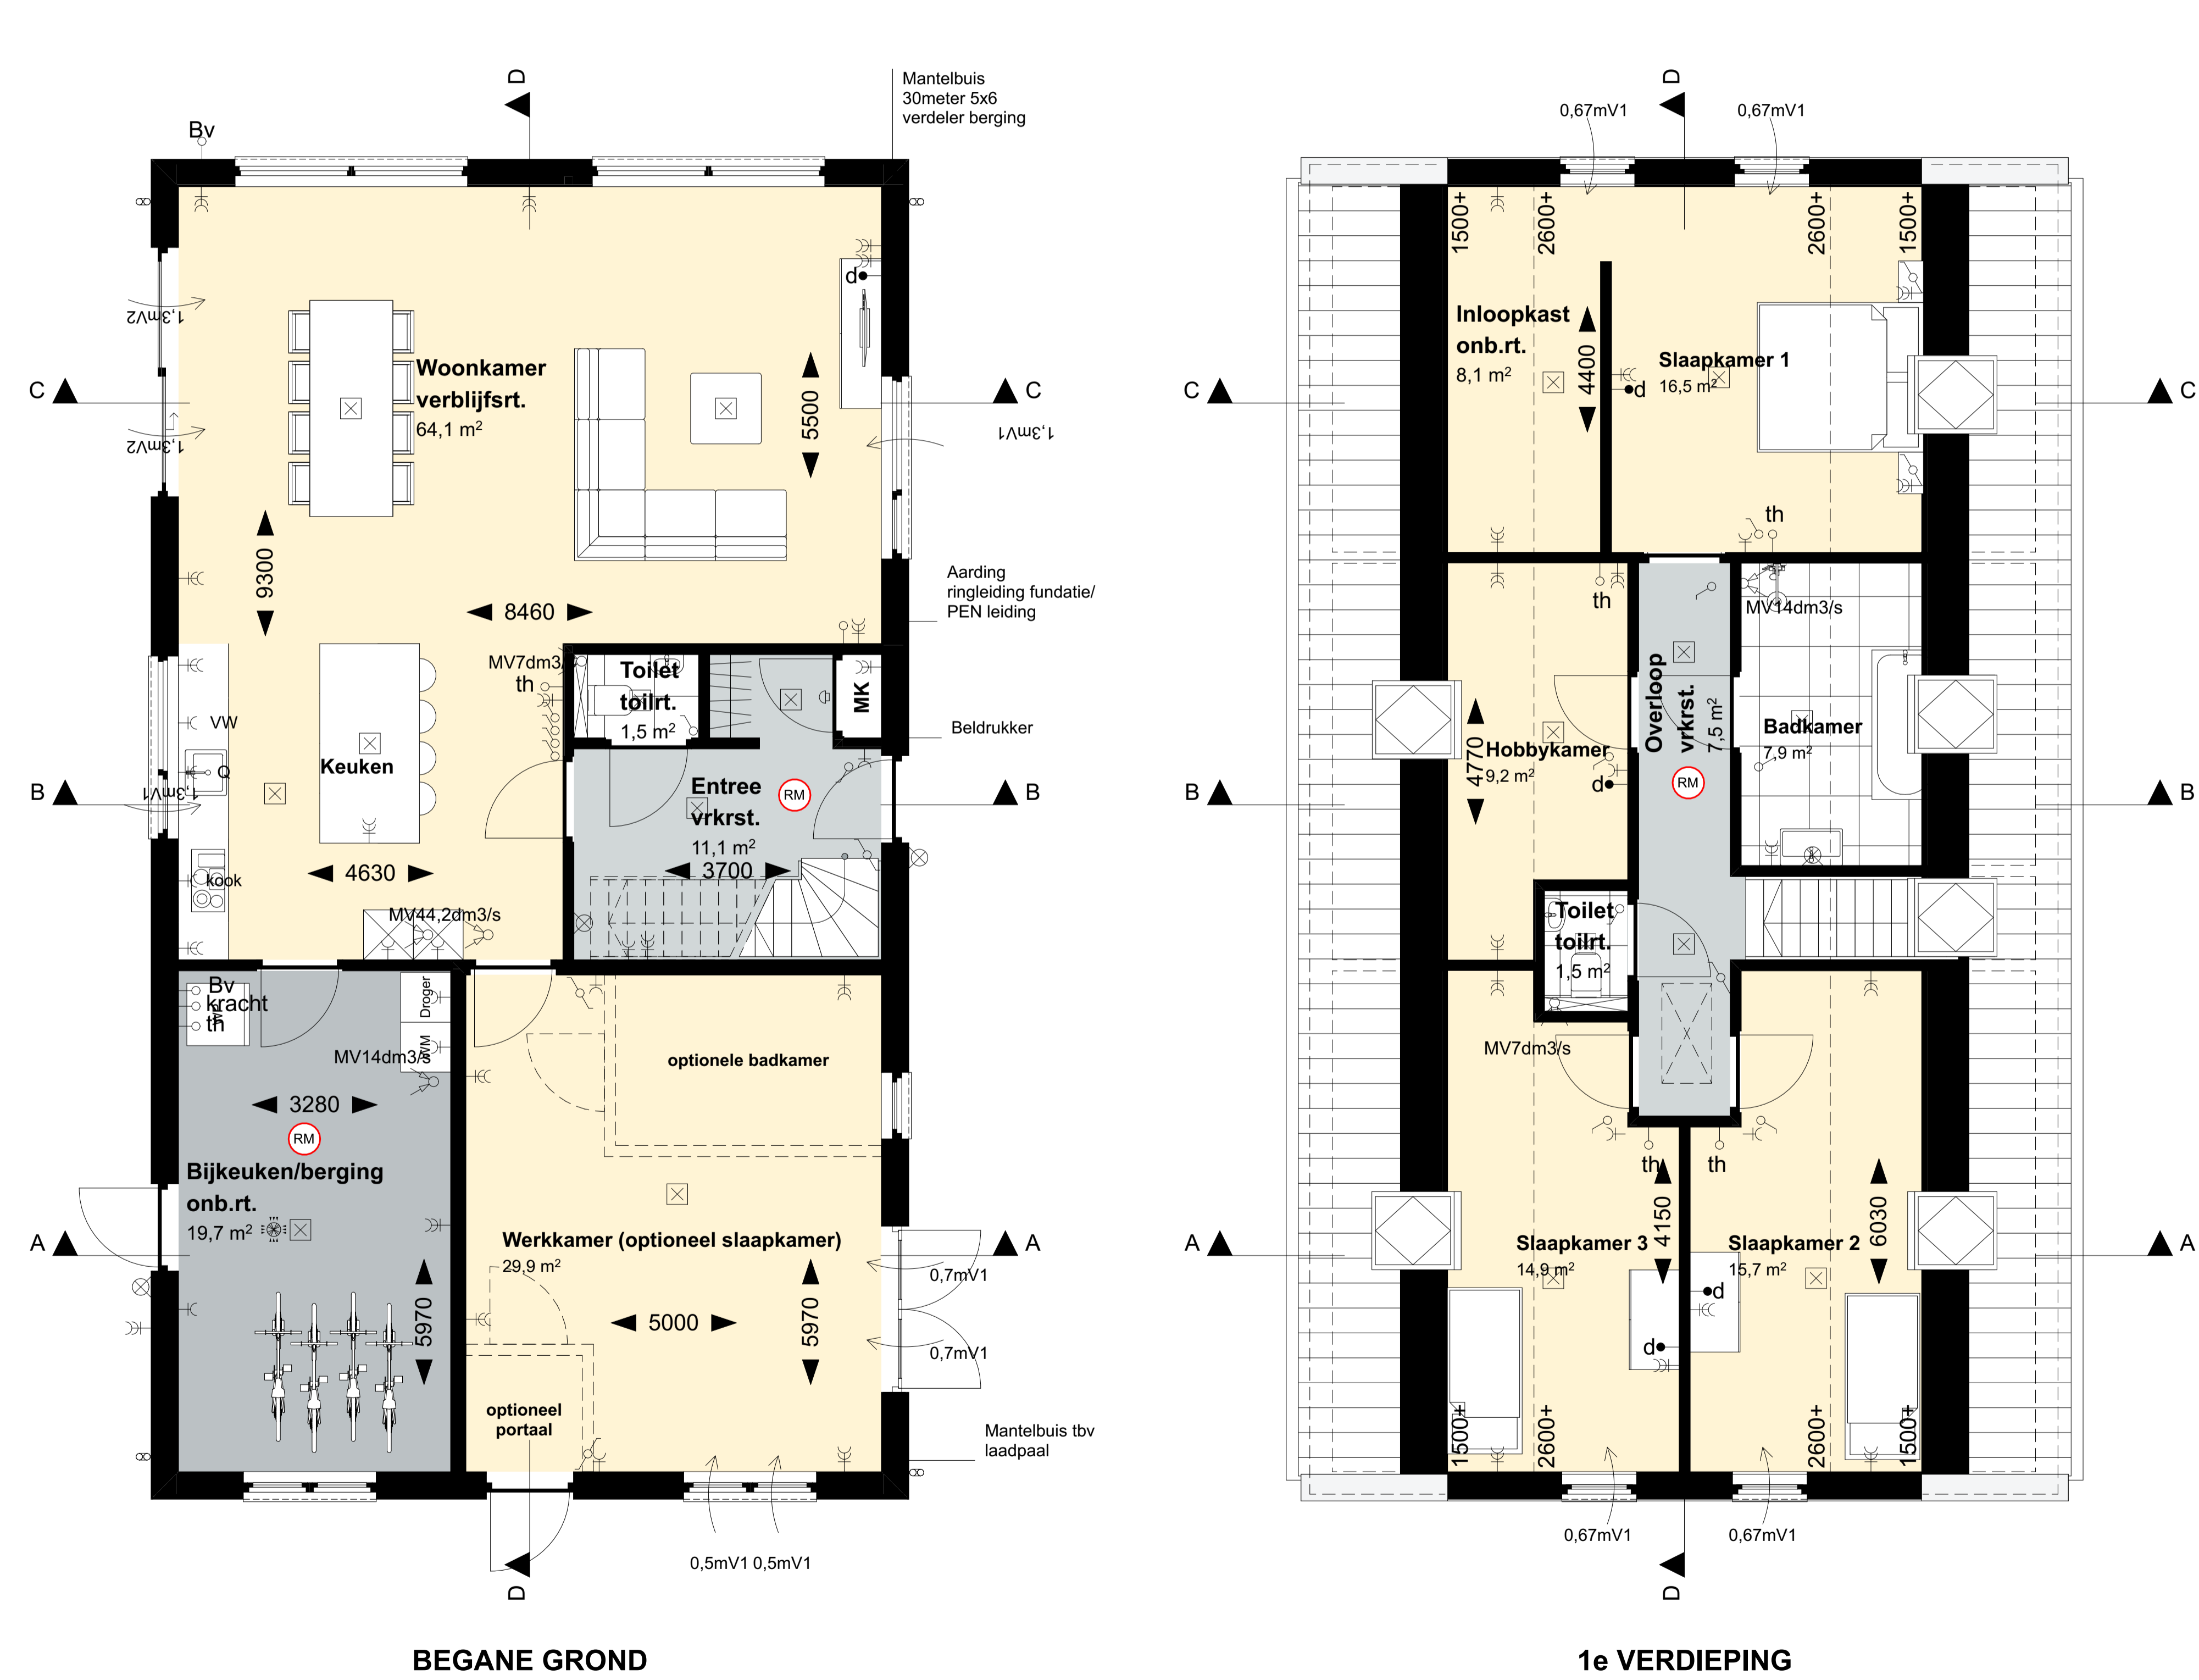 D
Mantelbuis
30meter 5x6
verdeler berging
Bv
d
1,3mV2
Woonkamer
verblijfsrt.
64,1 m²
5500
C
C
1,3mV2
1,3mV1
9300
8460
Aarding
ringleiding fundatie/
PEN leiding
MV7dm3/s
th
Toilet
toilrt.
1,5 m²
MK
VW
Beldrukker
Q
Keuken
Entree
vrkrst.
11,1 m²
RM
B
B
1,3mV1
4630
3700
kook
MV44,2dm3/s
Bv
kracht
th
Droger
WM
MV14dm3/s
optionele badkamer
3280
RM
Bijkeuken/berging
onb.rt.
19,7 m²
Werkkamer (optioneel slaapkamer)
29,9 m²
A
A
0,7mV1
0,7mV1
5970
5000
5970
optioneel
portaal
Mantelbuis tbv
laadpaal
0,5mV1 0,5mV1
D
BEGANE GROND
D
0,67mV1
0,67mV1
1500+
2600+
2600+
1500+
Inloopkast
onb.rt.
8,1 m²
4400
Slaapkamer 1
16,5 m²
d
C
C
th
th
MV14dm3/s
Overloop
vrkrst.
7,5 m²
Badkamer
7,9 m²
4770
Hobbykamer
9,2 m²
d
RM
B
B
Toilet
toilrt.
1,5 m²
MV7dm3/s
th
th
4150
6030
Slaapkamer 3
14,9 m²
Slaapkamer 2
15,7 m²
A
A
d
d
1500+
2600+
2600+
1500+
0,67mV1
0,67mV1
D
1e VERDIEPING